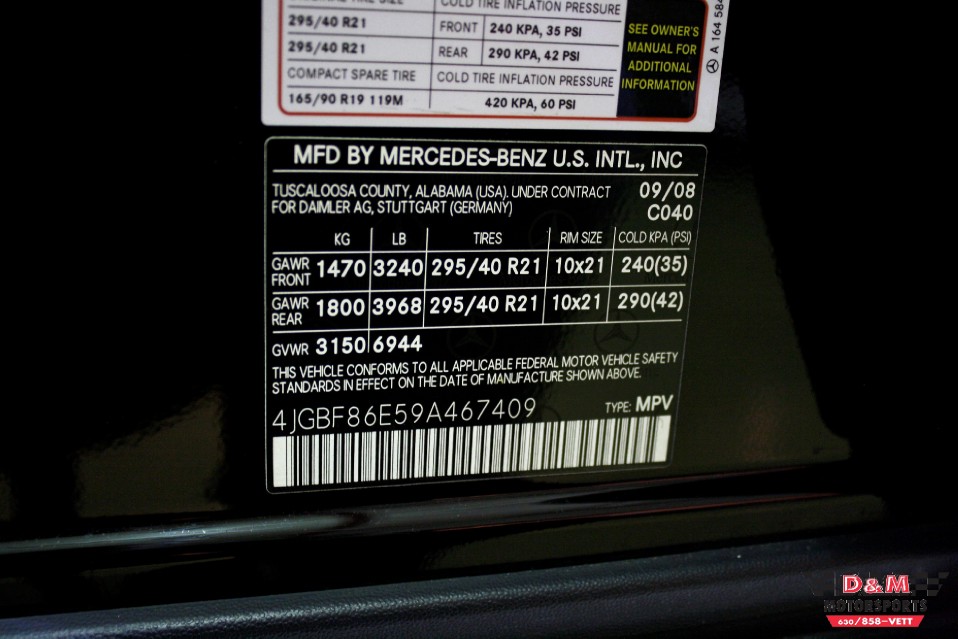 COLD TIRE INFLATION PRESSURE
295/40 R21 FRONT 240 KPA, 35 PSI
295/40 R21 REAR 290 KPA, 42 PSI
COMPACT SPARE TIRE COLD TIRE INFLATION PRESSURE
165/90 R19 119M 420 KPA, 60 PSI
SEE OWNER'S
MANUAL FOR
ADDITIONAL
INFORMATION
A 164 584
MFD BY MERCEDES-BENZ U.S. INTL., INC
TUSCALOOSA COUNTY, ALABAMA (USA). UNDER CONTRACT 09/08
FOR DAIMLER AG, STUTTGART (GERMANY) C040
KG LB TIRES RIM SIZE COLD KPA (PSI)
GAWR FRONT 1470 3240 295/40 R21 10x21 240(35)
GAWR REAR 1800 3968 295/40 R21 10x21 290(42)
GVWR 3150 6944
THIS VEHICLE CONFORMS TO ALL APPLICABLE FEDERAL MOTOR VEHICLE SAFETY
STANDARDS IN EFFECT ON THE DATE OF MANUFACTURE SHOWN ABOVE.
4JGBF86E59A467409 TYPE: MPV
D&M
MOTORSPORTS
630/858-VETT